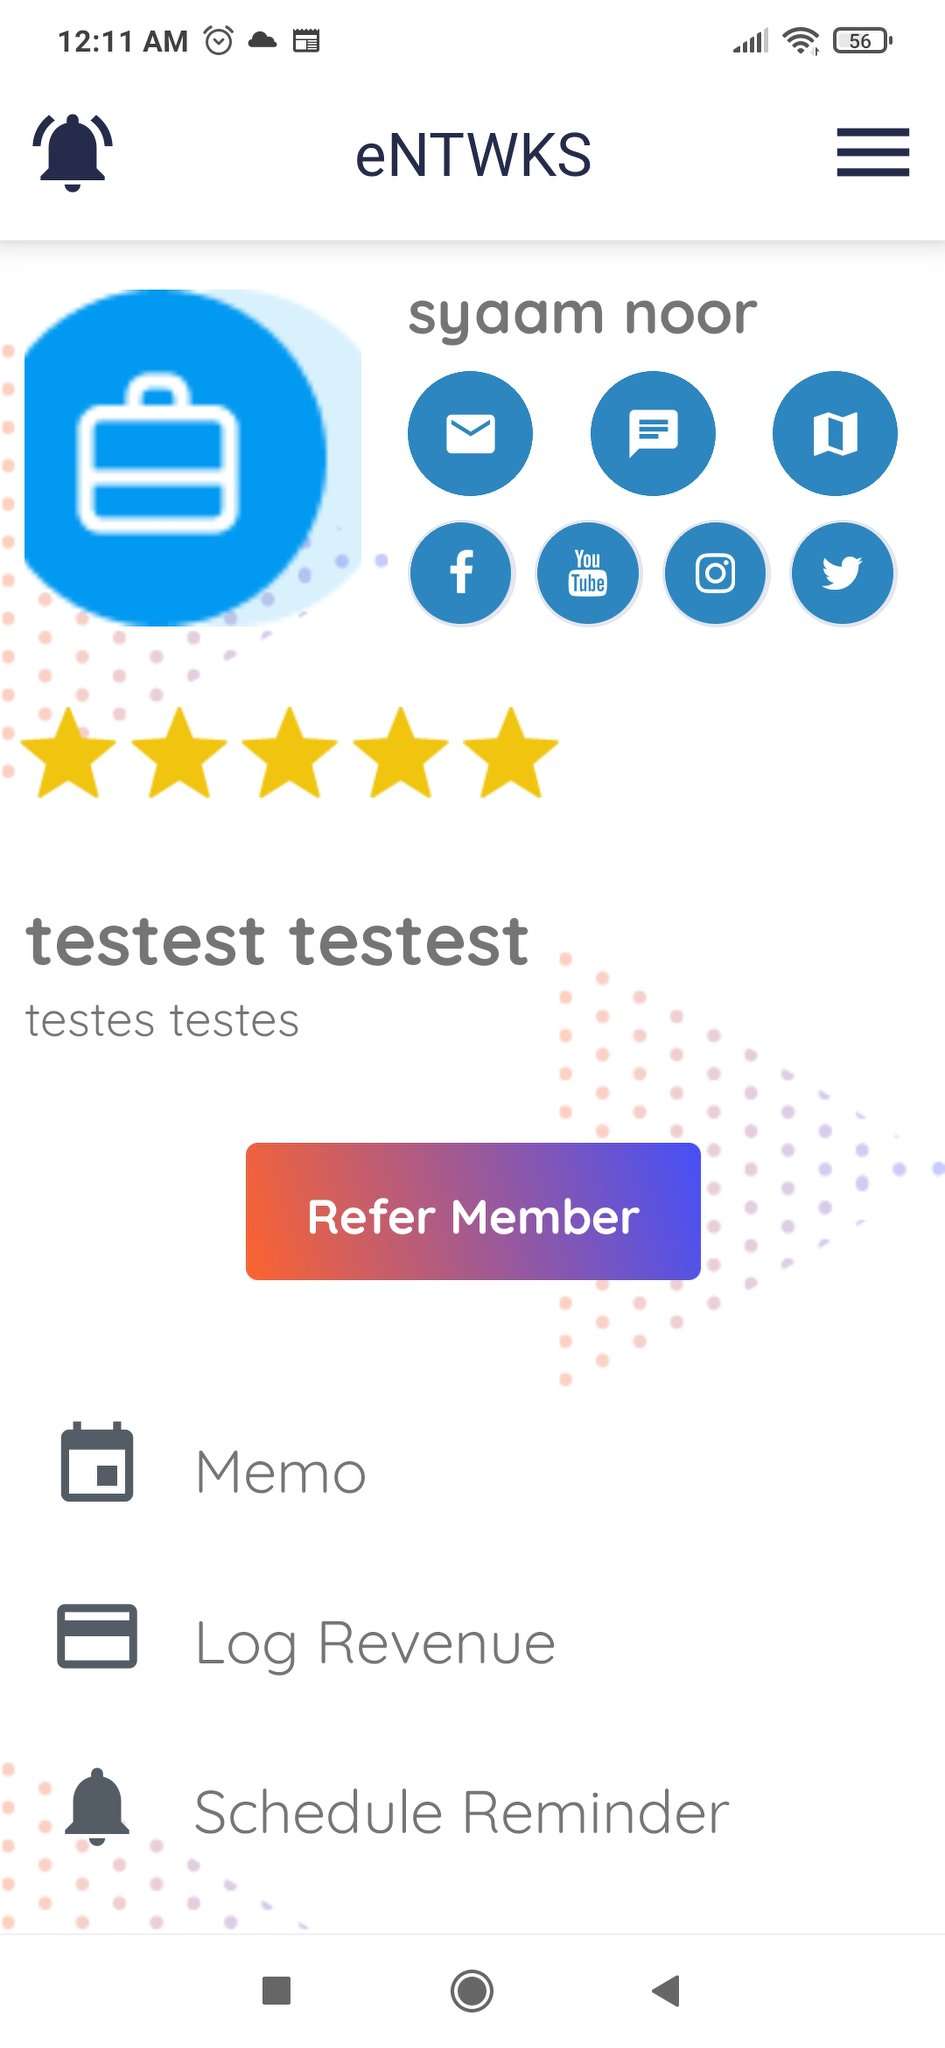 12:11 AM
56
eNTWKS
syaam noor
You
Tube
testest testest
testes testes
Refer Member
Memo
Log Revenue
Schedule Reminder